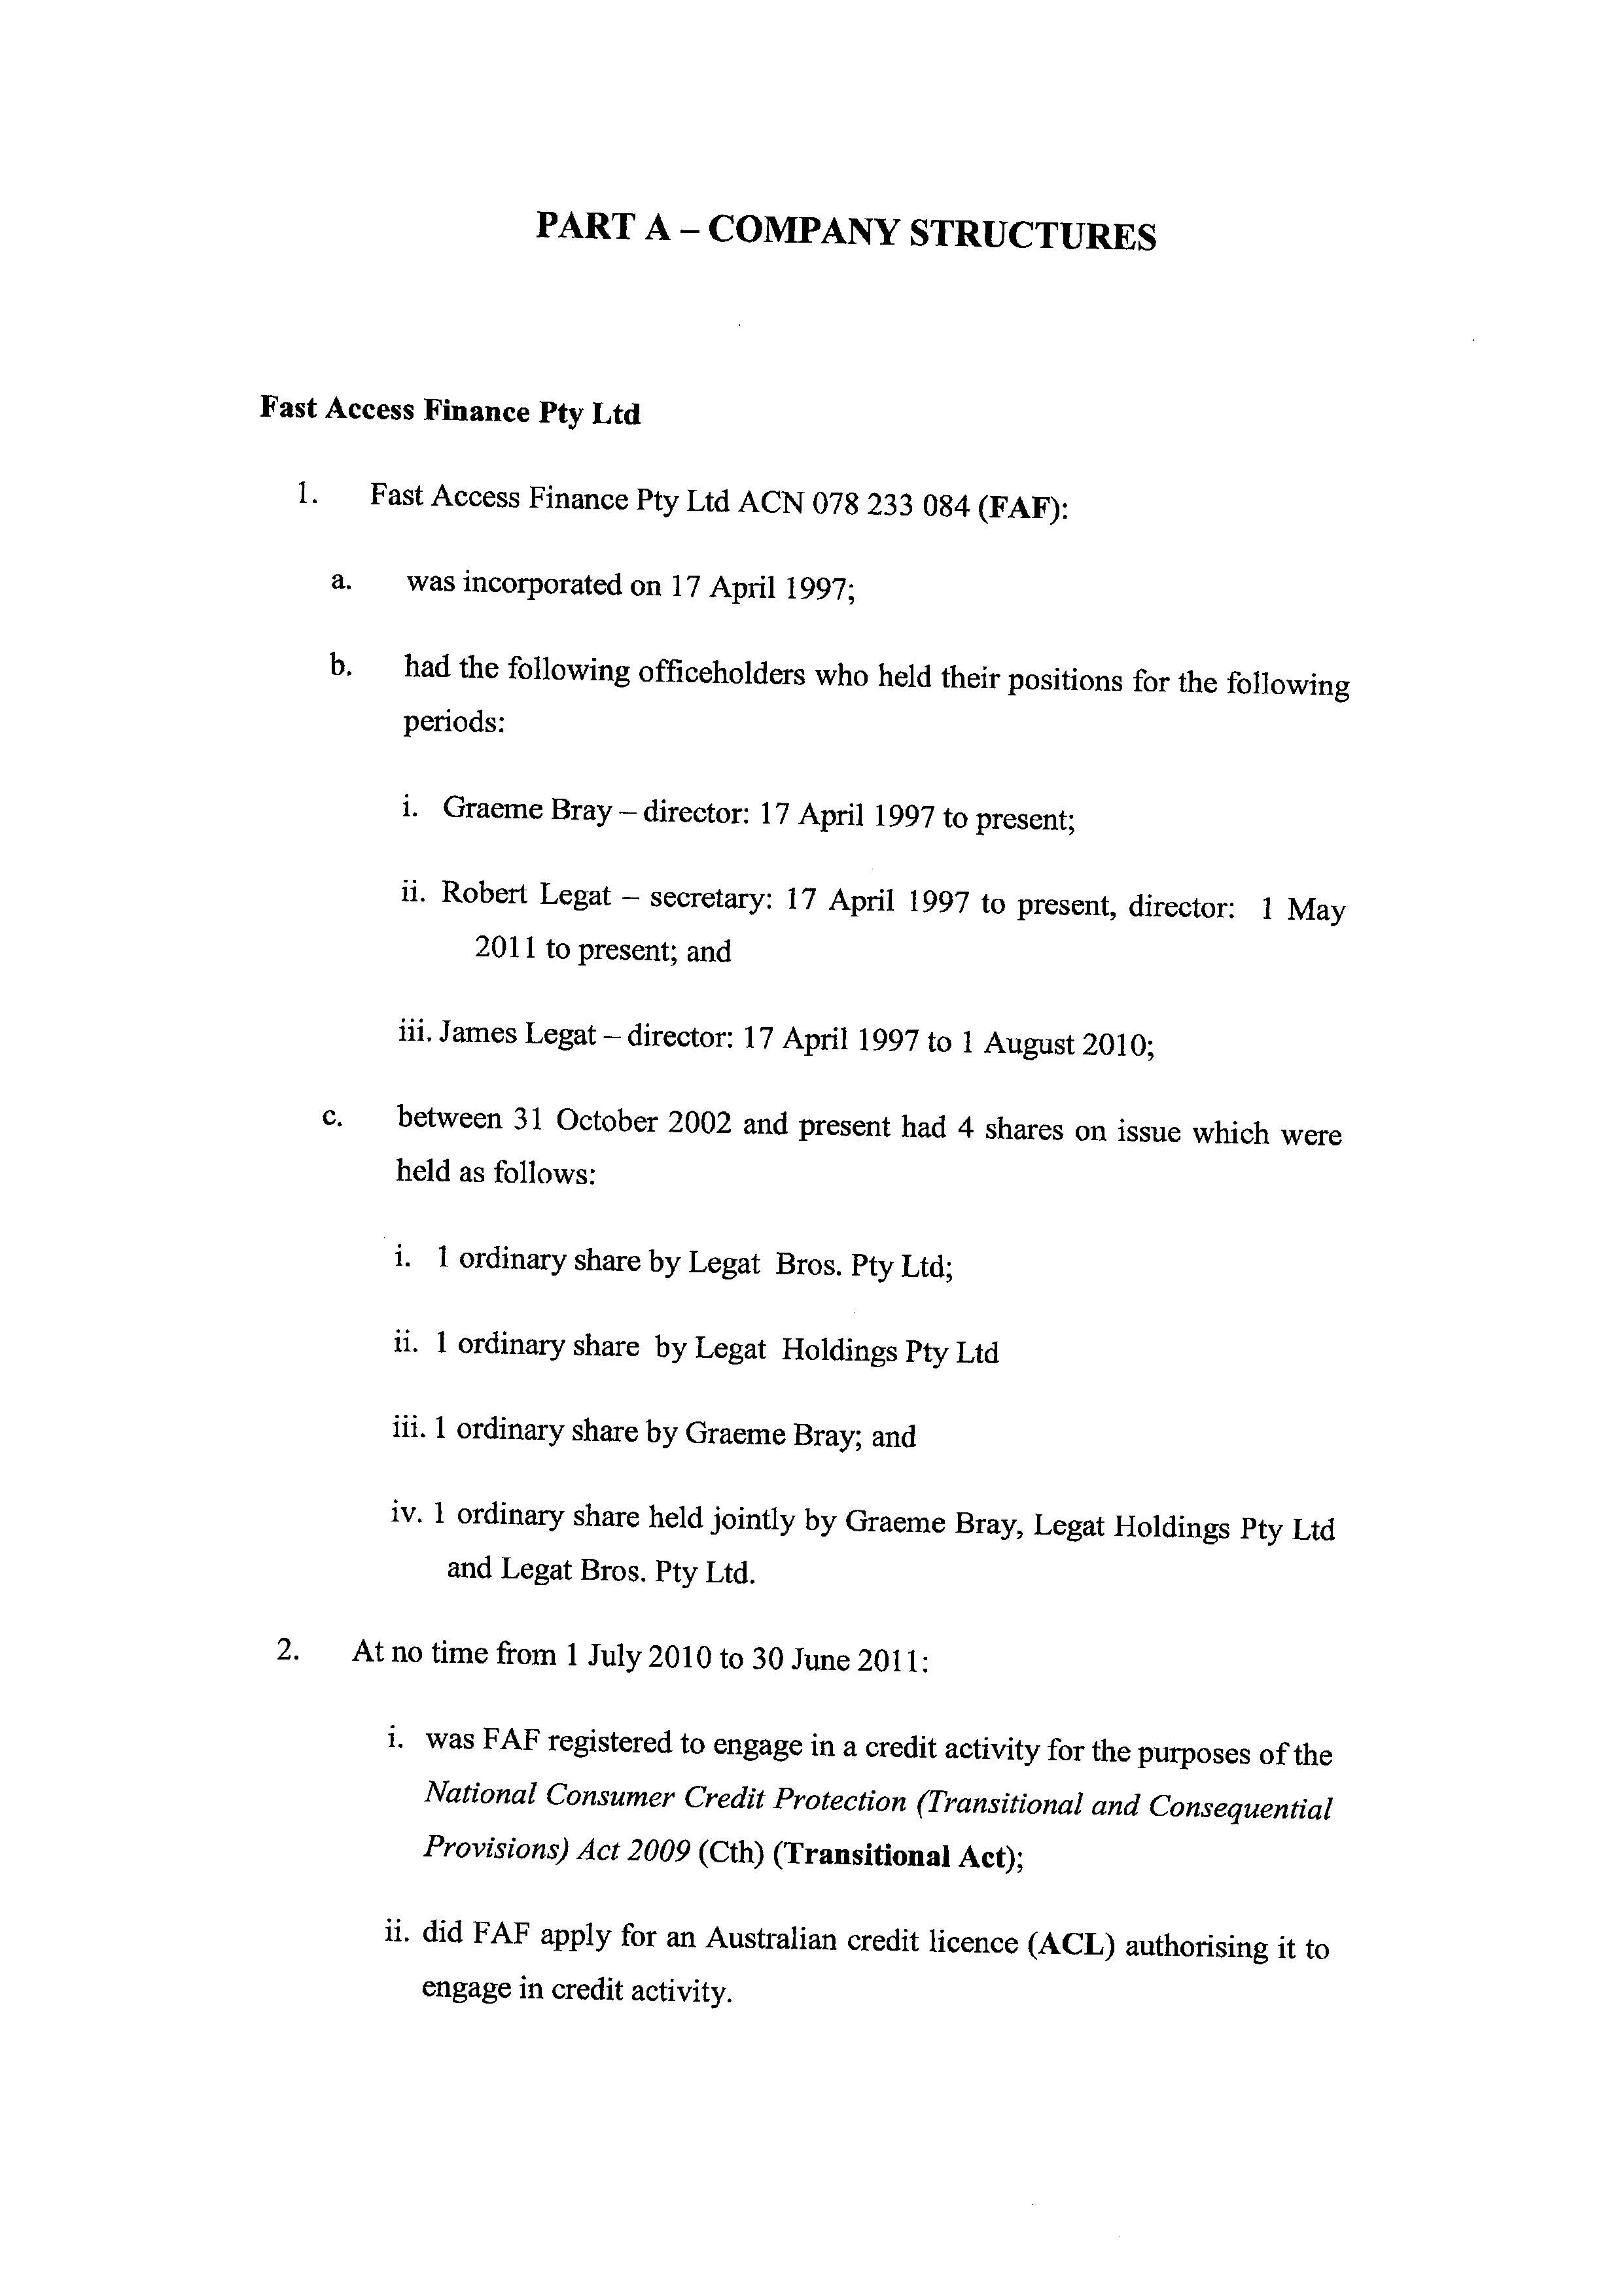 PART A – COMPANY STRUCTURES
Fast Access Finance Pty Ltd
1. Fast Access Finance Pty Ltd ACN 078 233 084 (FAF):
a. was incorporated on 17 April 1997;
b. had the following officeholders who held their positions for the following
periods:
i. Graeme Bray – director: 17 April 1997 to present;
ii. Robert Legat – secretary: 17 April 1997 to present, director: 1 May
2011 to present; and
iii. James Legat – director: 17 April 1997 to 1 August 2010;
c. between 31 October 2002 and present had 4 shares on issue which were
held as follows:
i. 1 ordinary share by Legat Bros. Pty Ltd;
ii. 1 ordinary share by Legat Holdings Pty Ltd
iii. 1 ordinary share by Graeme Bray; and
iv. 1 ordinary share held jointly by Graeme Bray, Legat Holdings Pty Ltd
and Legat Bros. Pty Ltd.
2. At no time from 1 July 2010 to 30 June 2011:
i. was FAF registered to engage in a credit activity for the purposes of the
National Consumer Credit Protection (Transitional and Consequential
Provisions) Act 2009 (Cth) (Transitional Act);
ii. did FAF apply for an Australian credit licence (ACL) authorising it to
engage in credit activity.